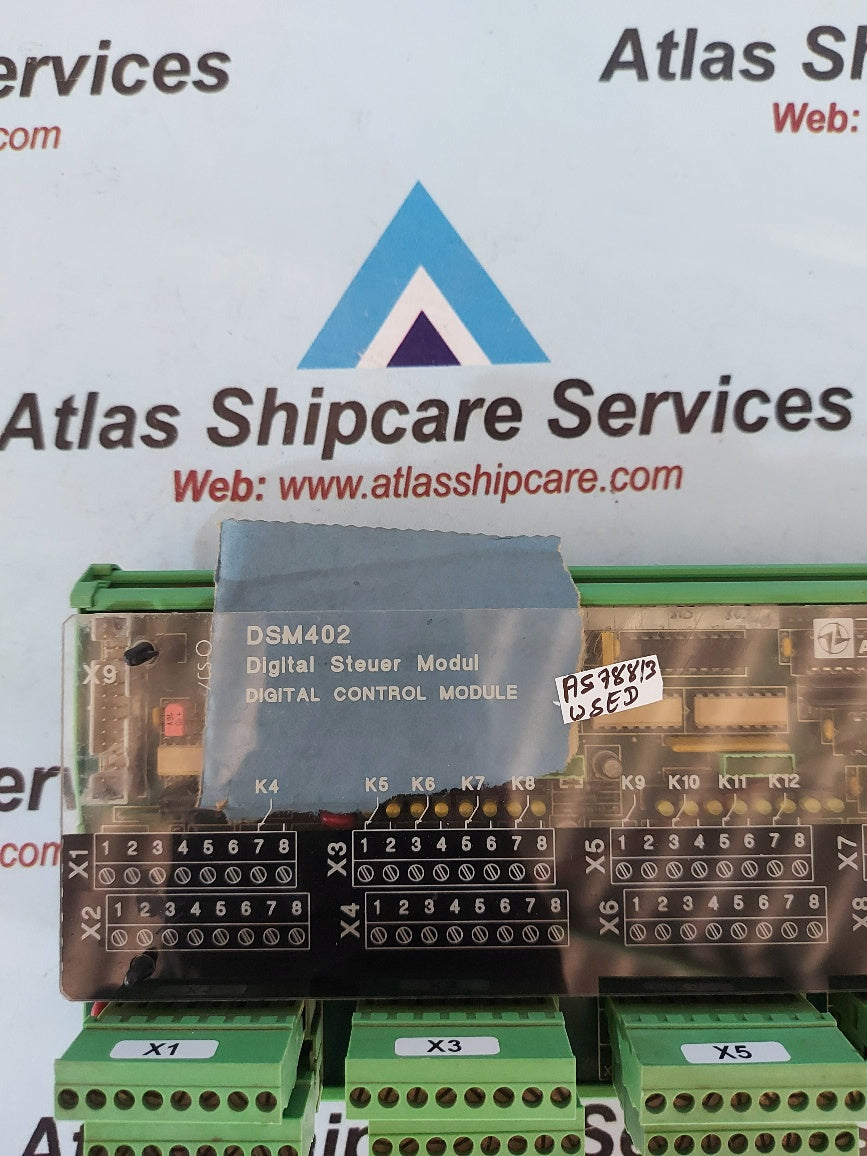 ervices
com
Atlas Sh
Web:
Atlas Shipcare Services
Web: www.atlasshipcare.com
DSM402
Digital Steuer Modul
DIGITAL CONTROL MODULE
AS78813
USED
X9
K4 K5 K6 K7 K8 K9 K10 K11 K12
X1 1 2 3 4 5 6 7 8 X3 1 2 3 4 5 6 7 8 X5 1 2 3 4 5 6 7 8 X7
X2 1 2 3 4 5 6 7 8 X4 1 2 3 4 5 6 7 8 X6 1 2 3 4 5 6 7 8 X8
er
com
X1 X3 X5